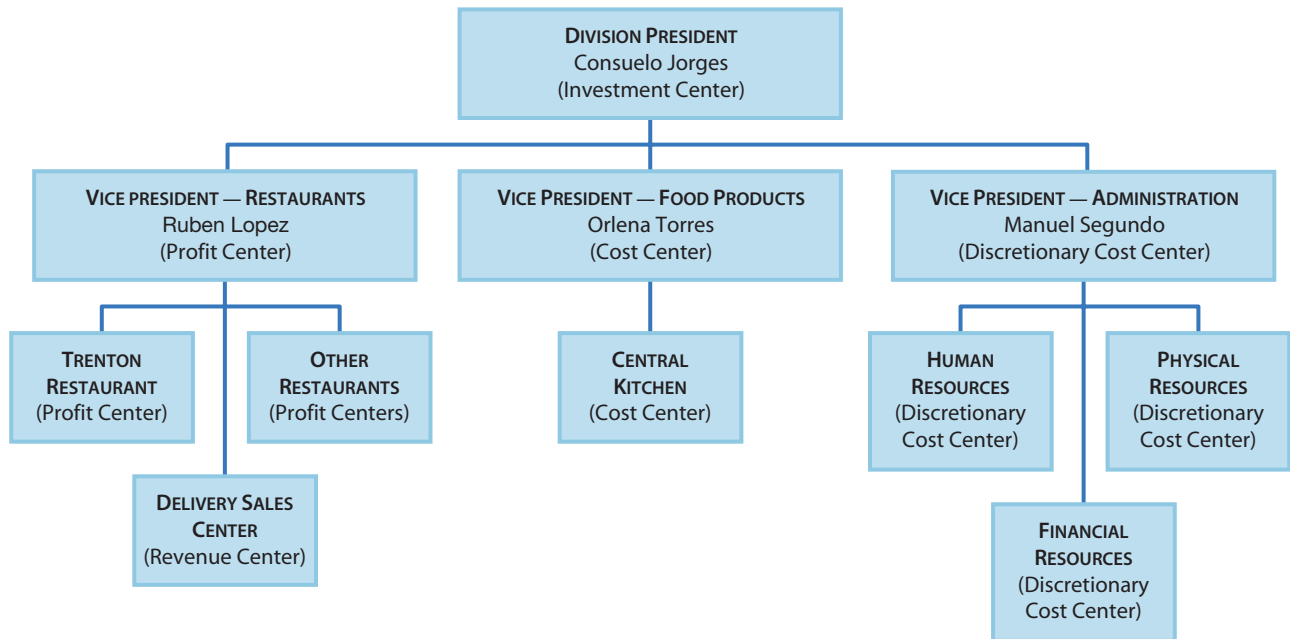 DIVISION PRESIDENT
Consuelo Jorges
(Investment Center)
VICE PRESIDENT — RESTAURANTS
Ruben Lopez
(Profit Center)
VICE PRESIDENT — FOOD PRODUCTS
Orlena Torres
(Cost Center)
VICE PRESIDENT — ADMINISTRATION
Manuel Segundo
(Discretionary Cost Center)
TRENTON
RESTAURANT
(Profit Center)
OTHER
RESTAURANTS
(Profit Centers)
CENTRAL
KITCHEN
(Cost Center)
HUMAN
RESOURCES
(Discretionary
Cost Center)
PHYSICAL
RESOURCES
(Discretionary
Cost Center)
DELIVERY SALES
CENTER
(Revenue Center)
FINANCIAL
RESOURCES
(Discretionary
Cost Center)